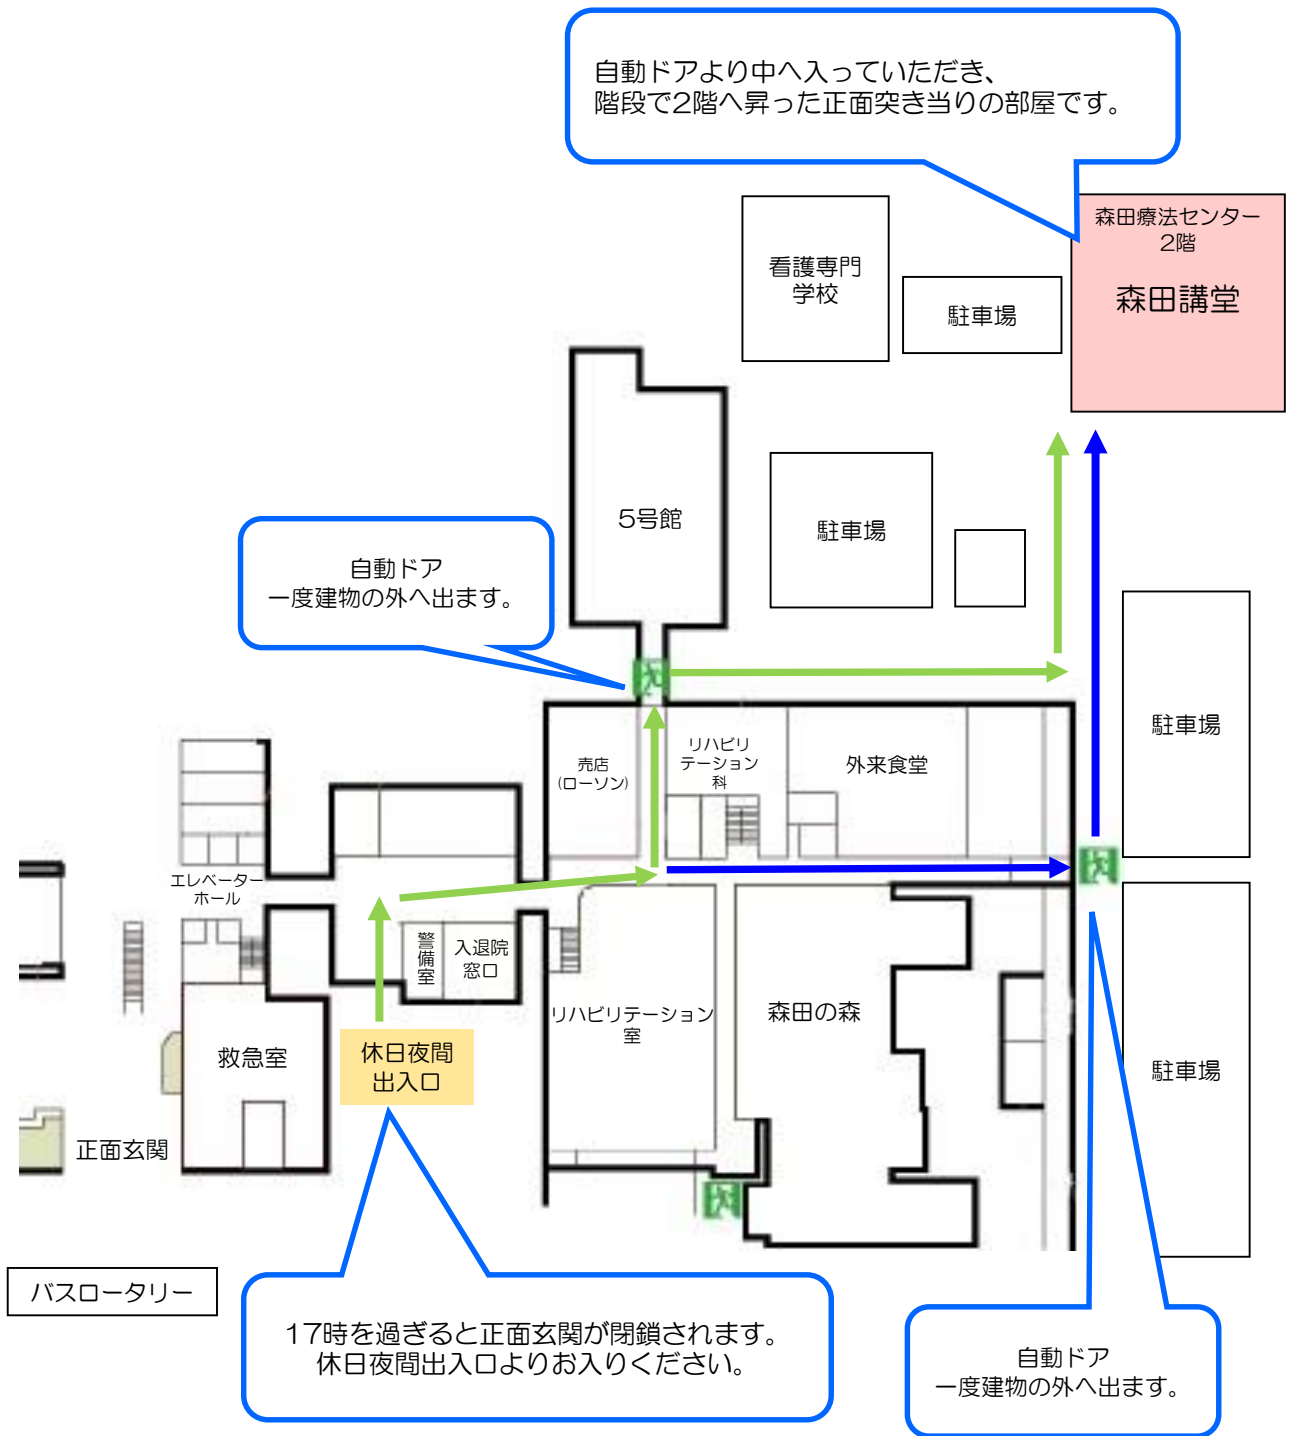 自動ドアより中へ入っていただき、
階段で2階へ昇った正面突き当りの部屋です。
森田療法センター
2階
森田講堂
看護専門
学校
駐車場
5号館
駐車場
自動ドア
一度建物の外へ出ます。
売店
(ローソン)
リハビリ
テーション
科
外来食堂
駐車場
エレベーター
ホール
警備室
入退院
窓口
リハビリテーション
室
森田の森
救急室
休日夜間
出入口
駐車場
正面玄関
バスロータリー
17時を過ぎると正面玄関が閉鎖されます。
休日夜間出入口よりお入りください。
自動ドア
一度建物の外へ出ます。